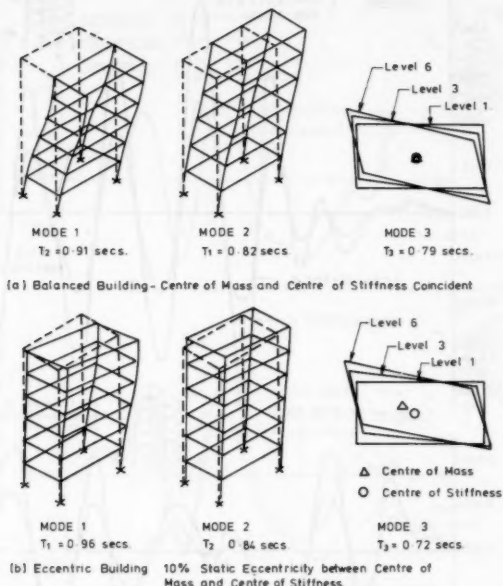 Level 6
Level 3
Level 1
MODE 1
T2 = 0·91 secs.
MODE 2
T1 = 0·82 secs.
MODE 3
T3 = 0·79 secs.
(a) Balanced Building - Centre of Mass and Centre of Stiffness Coincident
Level 6
Level 3
Level 1
△ Centre of Mass
○ Centre of Stiffness
MODE 1
T1 = 0·96 secs.
MODE 2
T2 0·84 secs.
MODE 3
T3 = 0·72 secs.
(b) Eccentric Building 10% Static Eccentricity between Centre of
Mass and Centre of Stiffness